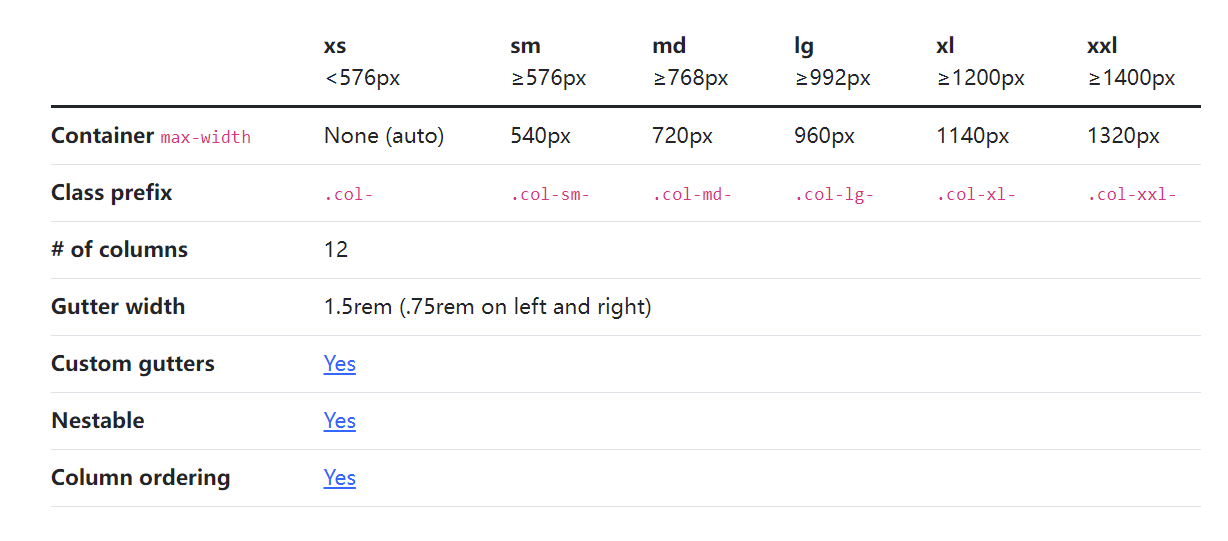 xs sm md lg xl xxl
<576px ≥576px ≥768px ≥992px ≥1200px ≥1400px
Container max-width None (auto) 540px 720px 960px 1140px 1320px
Class prefix .col- .col-sm- .col-md- .col-lg- .col-xl- .col-xxl-
# of columns 12
Gutter width 1.5rem (.75rem on left and right)
Custom gutters Yes
Nestable Yes
Column ordering Yes